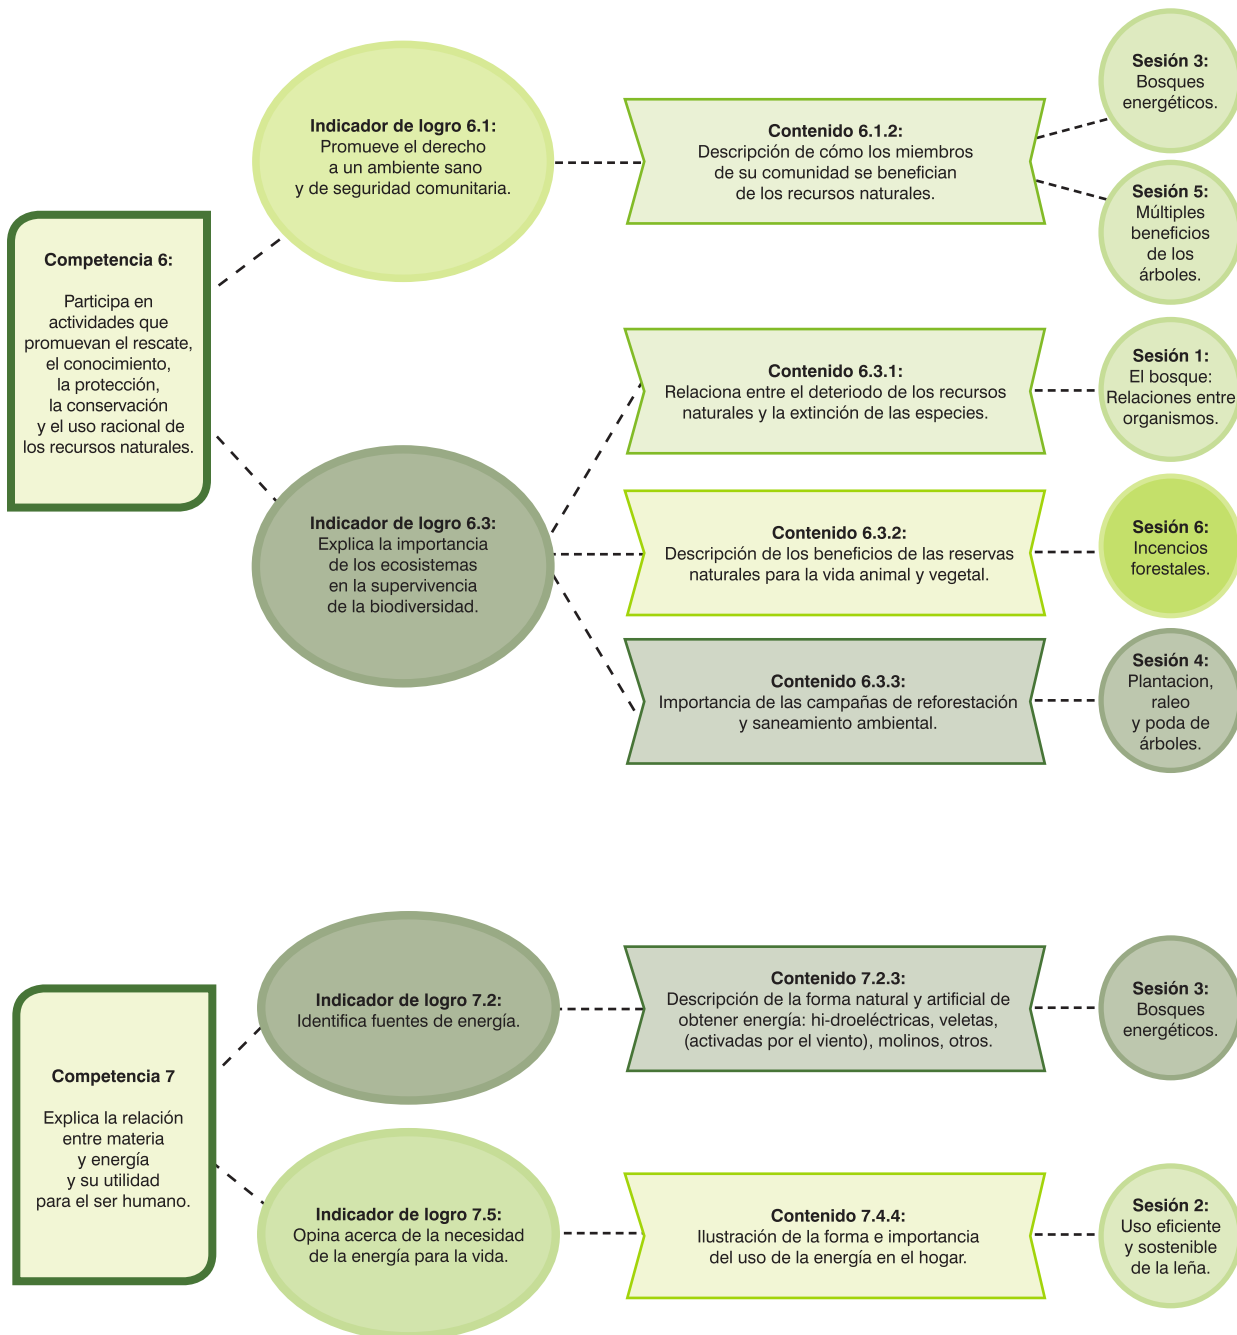 Competencia 6:
Participa en
actividades que
promuevan el rescate,
el conocimiento,
la protección,
la conservación
y el uso racional de
los recursos naturales.
Indicador de logro 6.1:
Promueve el derecho
a un ambiente sano
y de seguridad comunitaria.
Contenido 6.1.2:
Descripción de cómo los miembros
de su comunidad se benefician
de los recursos naturales.
Sesión 3:
Bosques
energéticos.
Sesión 5:
Múltiples
beneficios
de los
árboles.
Indicador de logro 6.3:
Explica la importancia
de los ecosistemas
en la supervivencia
de la biodiversidad.
Contenido 6.3.1:
Relaciona entre el deteriodo de los recursos
naturales y la extinción de las especies.
Sesión 1:
El bosque:
Relaciones entre
organismos.
Contenido 6.3.2:
Descripción de los beneficios de las reservas
naturales para la vida animal y vegetal.
Sesión 6:
Incencios
forestales.
Contenido 6.3.3:
Importancia de las campañas de reforestación
y saneamiento ambiental.
Sesión 4:
Plantacion,
raleo
y poda de
árboles.
Competencia 7
Explica la relación
entre materia
y energía
y su utilidad
para el ser humano.
Indicador de logro 7.2:
Identifica fuentes de energía.
Contenido 7.2.3:
Descripción de la forma natural y artificial de
obtener energía: hi-droeléctricas, veletas,
(activadas por el viento), molinos, otros.
Sesión 3:
Bosques
energéticos.
Indicador de logro 7.5:
Opina acerca de la necesidad
de la energía para la vida.
Contenido 7.4.4:
Ilustración de la forma e importancia
del uso de la energía en el hogar.
Sesión 2:
Uso eficiente
y sostenible
de la leña.